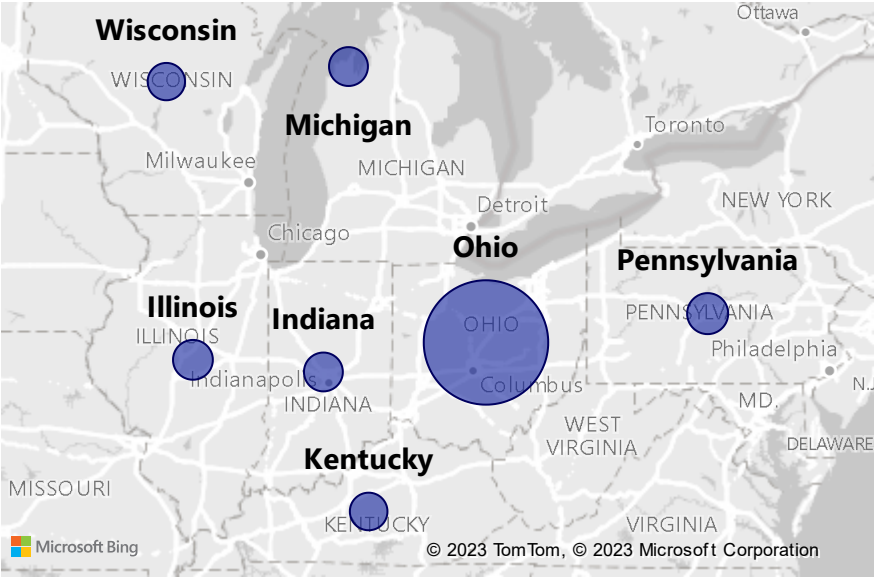 Ottawa
Wisconsin
WISCONSIN
Michigan
Toronto
Milwaukee
MICHIGAN
NEW YORK
Detroit
Chicago
Ohio
Pennsylvania
Illinois
Indiana
PENNSYLVANIA
OHIO
ILLINOIS
Philadelphia
Indianapolis
Columbus
N.J.
INDIANA
MD.
WEST
VIRGINIA
DELAWARE
Kentucky
MISSOURI
KENTUCKY
VIRGINIA
Microsoft Bing
© 2023 TomTom, © 2023 Microsoft Corporation